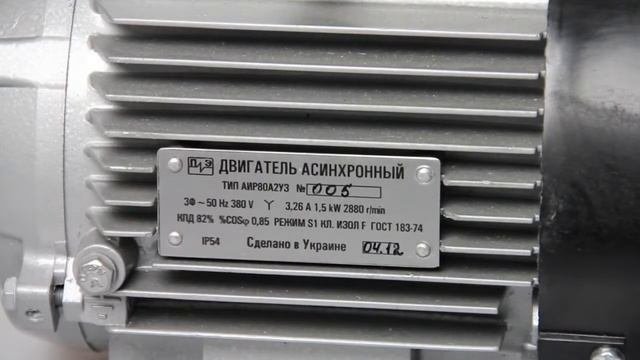 ДВИГАТЕЛЬ АСИНХРОННЫЙ
ТИП АИР80А2У3 № 006
3Ф ~ 50 Hz 380 V Y 3,26 A 1,5 kW 2880 r/min
КПД 82% %COSφ 0,85 РЕЖИМ S1 КЛ. ИЗОЛ F ГОСТ 183-74
IP54 Сделано в Украине 04.12